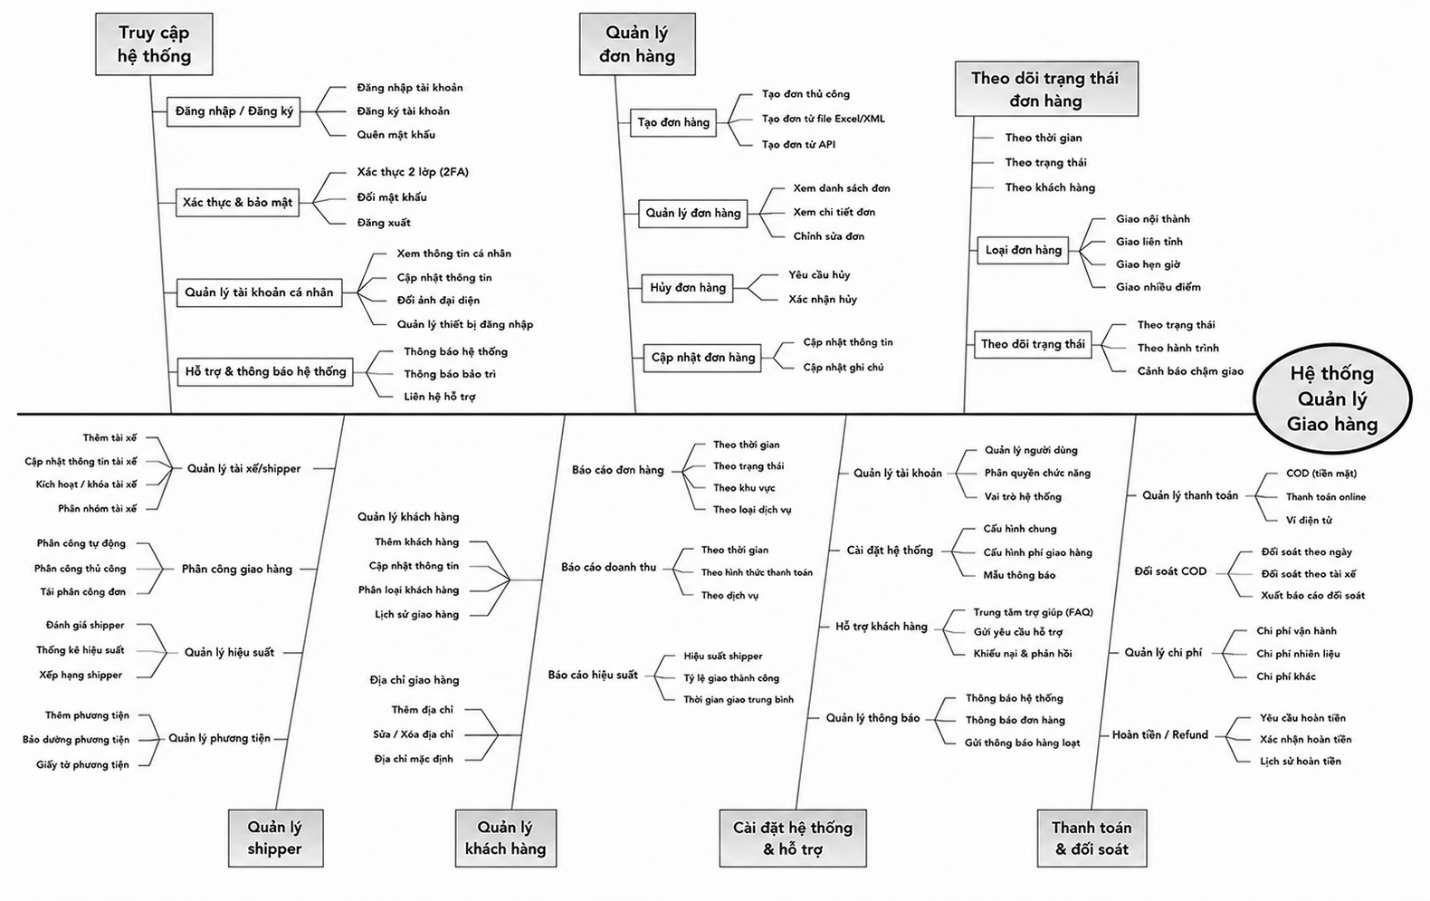 Truy cập
hệ thống
Đăng nhập / Đăng ký
Đăng nhập tài khoản
Đăng ký tài khoản
Quên mật khẩu
Xác thực & bảo mật
Xác thực 2 lớp (2FA)
Đổi mật khẩu
Đăng xuất
Quản lý tài khoản cá nhân
Xem thông tin cá nhân
Cập nhật thông tin
Đổi ảnh đại diện
Quản lý thiết bị đăng nhập
Hỗ trợ & thông báo hệ thống
Thông báo hệ thống
Thông báo bảo trì
Liên hệ hỗ trợ
Quản lý
đơn hàng
Tạo đơn hàng
Tạo đơn thủ công
Tạo đơn từ file Excel/XML
Tạo đơn từ API
Quản lý đơn hàng
Xem danh sách đơn
Xem chi tiết đơn
Chỉnh sửa đơn
Hủy đơn hàng
Yêu cầu hủy
Xác nhận hủy
Cập nhật đơn hàng
Cập nhật thông tin
Cập nhật ghi chú
Theo dõi trạng thái
đơn hàng
Theo thời gian
Theo trạng thái
Theo khách hàng
Loại đơn hàng
Giao nội thành
Giao liên tỉnh
Giao hẹn giờ
Giao nhiều điểm
Theo dõi trạng thái
Theo trạng thái
Theo hành trình
Cảnh báo chậm giao
Hệ thống
Quản lý
Giao hàng
Thêm tài xế
Cập nhật thông tin tài xế
Kích hoạt / khóa tài xế
Phân nhóm tài xế
Quản lý tài xế/shipper
Phân công tự động
Phân công thủ công
Tái phân công đơn
Phân công giao hàng
Đánh giá shipper
Thống kê hiệu suất
Xếp hạng shipper
Quản lý hiệu suất
Thêm phương tiện
Bảo dưỡng phương tiện
Giấy tờ phương tiện
Quản lý phương tiện
Quản lý
shipper
Quản lý khách hàng
Thêm khách hàng
Cập nhật thông tin
Phân loại khách hàng
Lịch sử giao hàng
Địa chỉ giao hàng
Thêm địa chỉ
Sửa / Xóa địa chỉ
Địa chỉ mặc định
Quản lý
khách hàng
Báo cáo đơn hàng
Theo thời gian
Theo trạng thái
Theo khu vực
Theo loại dịch vụ
Báo cáo doanh thu
Theo thời gian
Theo hình thức thanh toán
Theo dịch vụ
Báo cáo hiệu suất
Hiệu suất shipper
Tỷ lệ giao thành công
Thời gian giao trung bình
Quản lý tài khoản
Quản lý người dùng
Phân quyền chức năng
Vai trò hệ thống
Cài đặt hệ thống
Cấu hình chung
Cấu hình phí giao hàng
Mẫu thông báo
Hỗ trợ khách hàng
Trung tâm trợ giúp (FAQ)
Gửi yêu cầu hỗ trợ
Khiếu nại & phản hồi
Quản lý thông báo
Thông báo hệ thống
Thông báo đơn hàng
Gửi thông báo hàng loạt
Cài đặt hệ thống
& hỗ trợ
Quản lý thanh toán
COD (tiền mặt)
Thanh toán online
Ví điện tử
Đối soát COD
Đối soát theo ngày
Đối soát theo tài xế
Xuất báo cáo đối soát
Quản lý chi phí
Chi phí vận hành
Chi phí nhiên liệu
Chi phí khác
Hoàn tiền / Refund
Yêu cầu hoàn tiền
Xác nhận hoàn tiền
Lịch sử hoàn tiền
Thanh toán
& đối soát